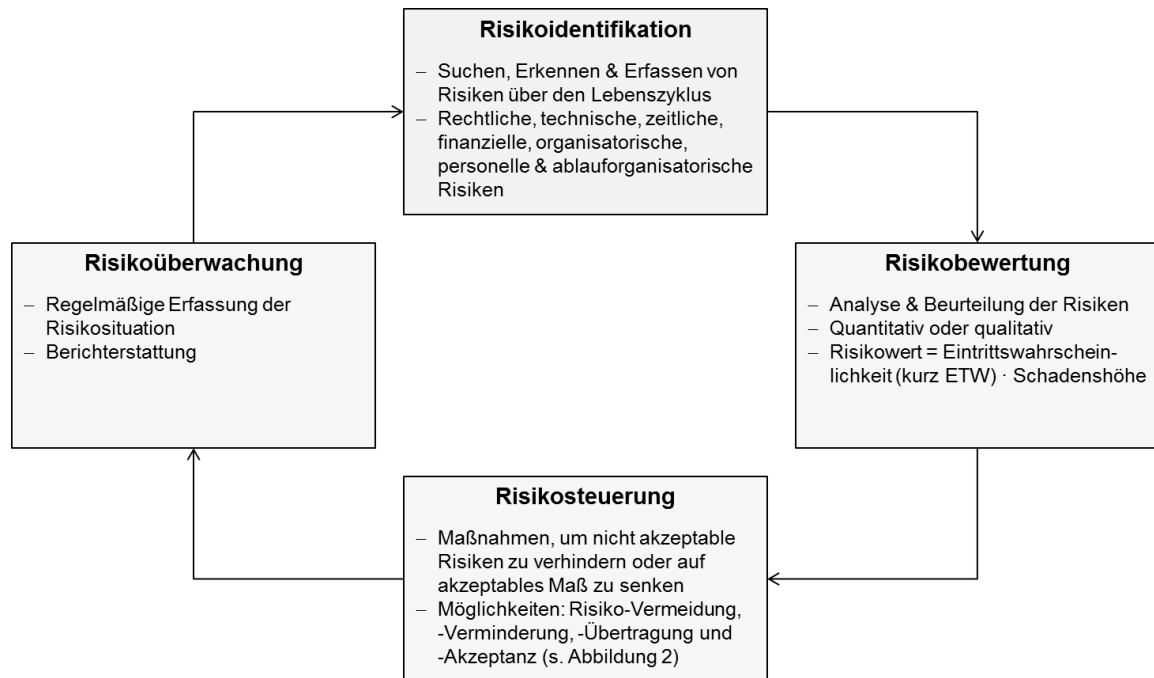 Risikoidentifikation
– Suchen, Erkennen & Erfassen von
Risiken über den Lebenszyklus
– Rechtliche, technische, zeitliche,
finanzielle, organisatorische,
personelle & ablauforganisatorische
Risiken
Risikoüberwachung
– Regelmäßige Erfassung der
Risikosituation
– Berichterstattung
Risikobewertung
– Analyse & Beurteilung der Risiken
– Quantitativ oder qualitativ
– Risikowert = Eintrittswahrschein-
lichkeit (kurz ETW) · Schadenshöhe
Risikosteuerung
– Maßnahmen, um nicht akzeptable
Risiken zu verhindern oder auf
akzeptables Maß zu senken
– Möglichkeiten: Risiko-Vermeidung,
-Verminderung, -Übertragung und
-Akzeptanz (s. Abbildung 2)